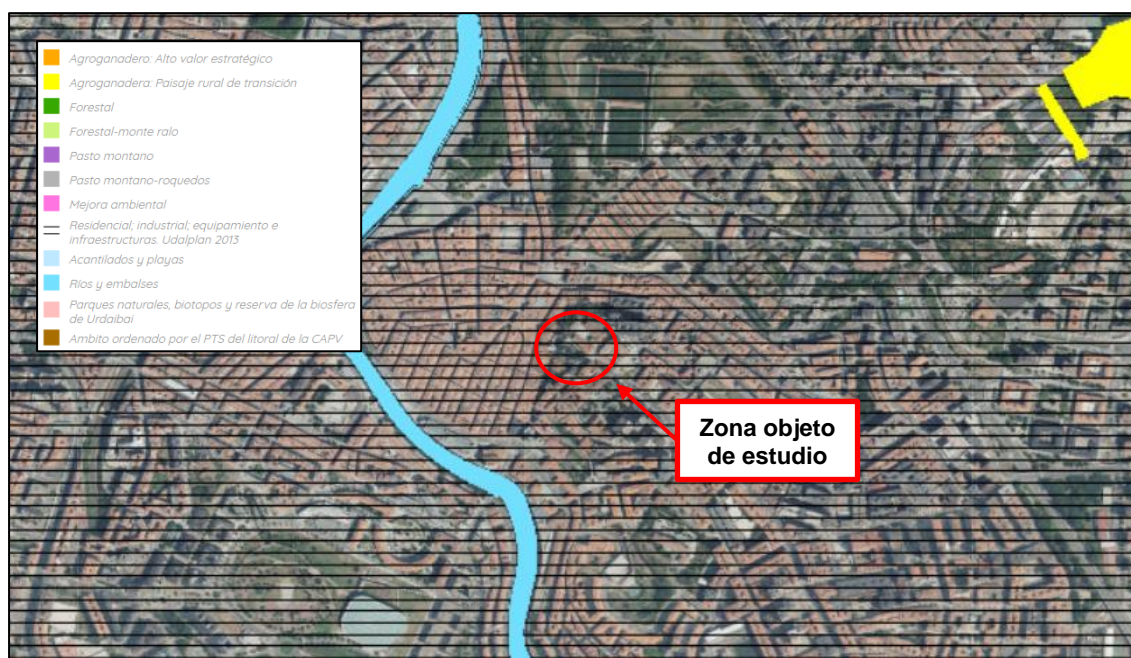 Agroganadero: Alto valor estratégico
Agroganadera: Paisaje rural de transición
Forestal
Forestal-monte ralo
Pasto montano
Pasto montano-roquedos
Mejora ambiental
Residencial; industrial; equipamiento e
infraestructuras. Udalplan 2013
Acantilados y playas
Ríos y embalses
Parques naturales, biotopos y reserva de la biosfera
de Urdaibai
Ambito ordenado por el PTS del litoral de la CAPV
Zona objeto
de estudio